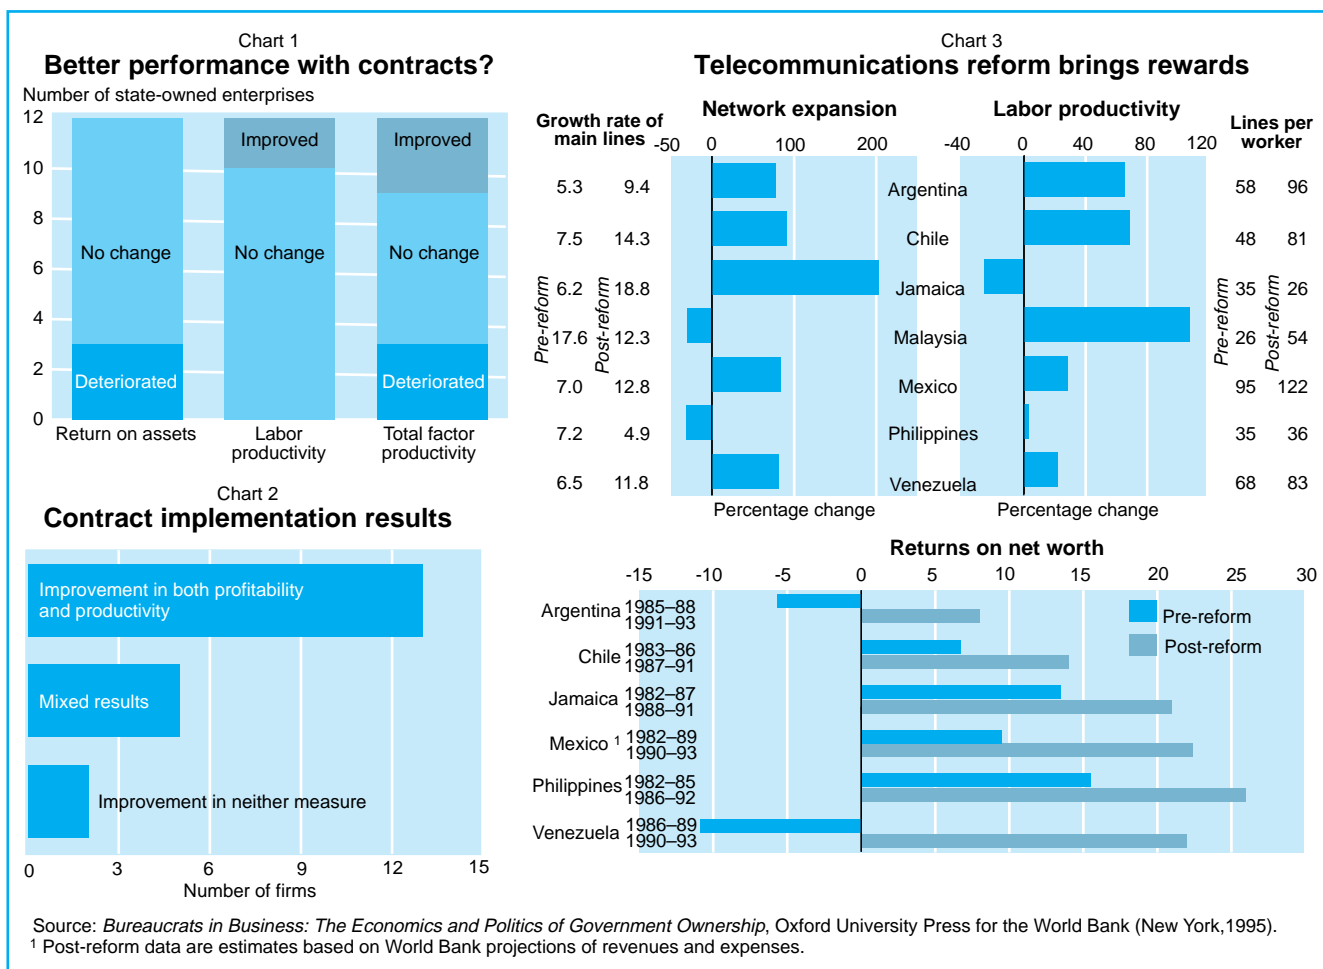 Chart 1
Better performance with contracts?
Number of state-owned enterprises
12
10
8
6
4
2
0
Improved
Improved
No change
No change
No change
Deteriorated
Deteriorated
Return on assets
Labor
productivity
Total factor
productivity
Chart 2
Contract implementation results
Improvement in both profitability
and productivity
Mixed results
Improvement in neither measure
0 3 6 9 12 15
Number of firms
Chart 3
Telecommunications reform brings rewards
Growth rate of
main lines
Network expansion
Labor productivity
Lines per
worker
-50 0 100 200
-40 0 40 80 120
Pre-reform
Post-reform
Pre-reform
Post-reform
5.3 9.4 Argentina 58 96
7.5 14.3 Chile 48 81
6.2 18.8 Jamaica 35 26
17.6 12.3 Malaysia 26 54
7.0 12.8 Mexico 95 122
7.2 4.9 Philippines 35 36
6.5 11.8 Venezuela 68 83
Percentage change
Percentage change
Returns on net worth
-15 -10 -5 0 5 10 15 20 25 30
Argentina 1985–88
1991–93
Chile 1983–86
1987–91
Jamaica 1982–87
1988–91
Mexico 1 1982–89
1990–93
Philippines 1982–85
1986–92
Venezuela 1986–89
1990–93
Pre-reform
Post-reform
Source: Bureaucrats in Business: The Economics and Politics of Government Ownership, Oxford University Press for the World Bank (New York,1995).
1 Post-reform data are estimates based on World Bank projections of revenues and expenses.